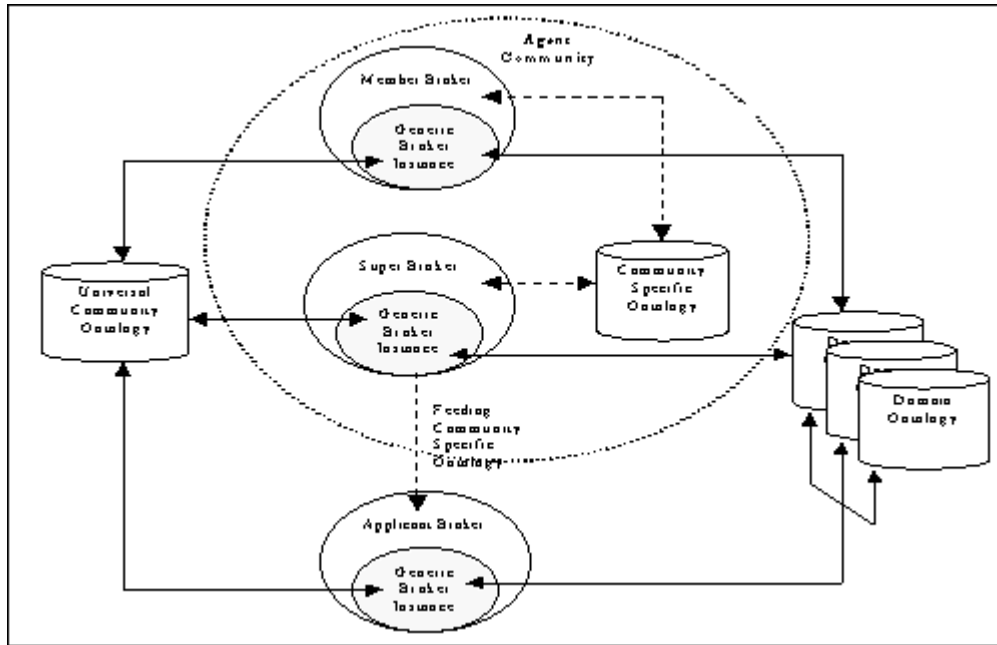 Agent
Community
Member Broker
Generic
Broker
Instance
Super Broker
Generic
Broker
Instance
Community
Specific
Ontology
Universal
Community
Ontology
Domain
Ontology
Feeding
Community
Specific
Ontology
Applicant Broker
Generic
Broker
Instance